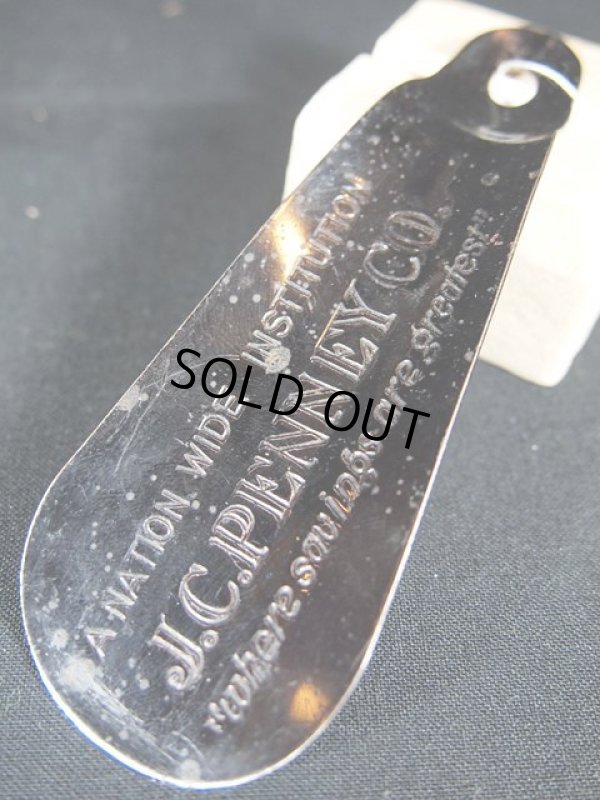 A NATION WIDE INSTITUTION
J.C.PENNEY CO.
"where savings are greatest"
SOLD OUT